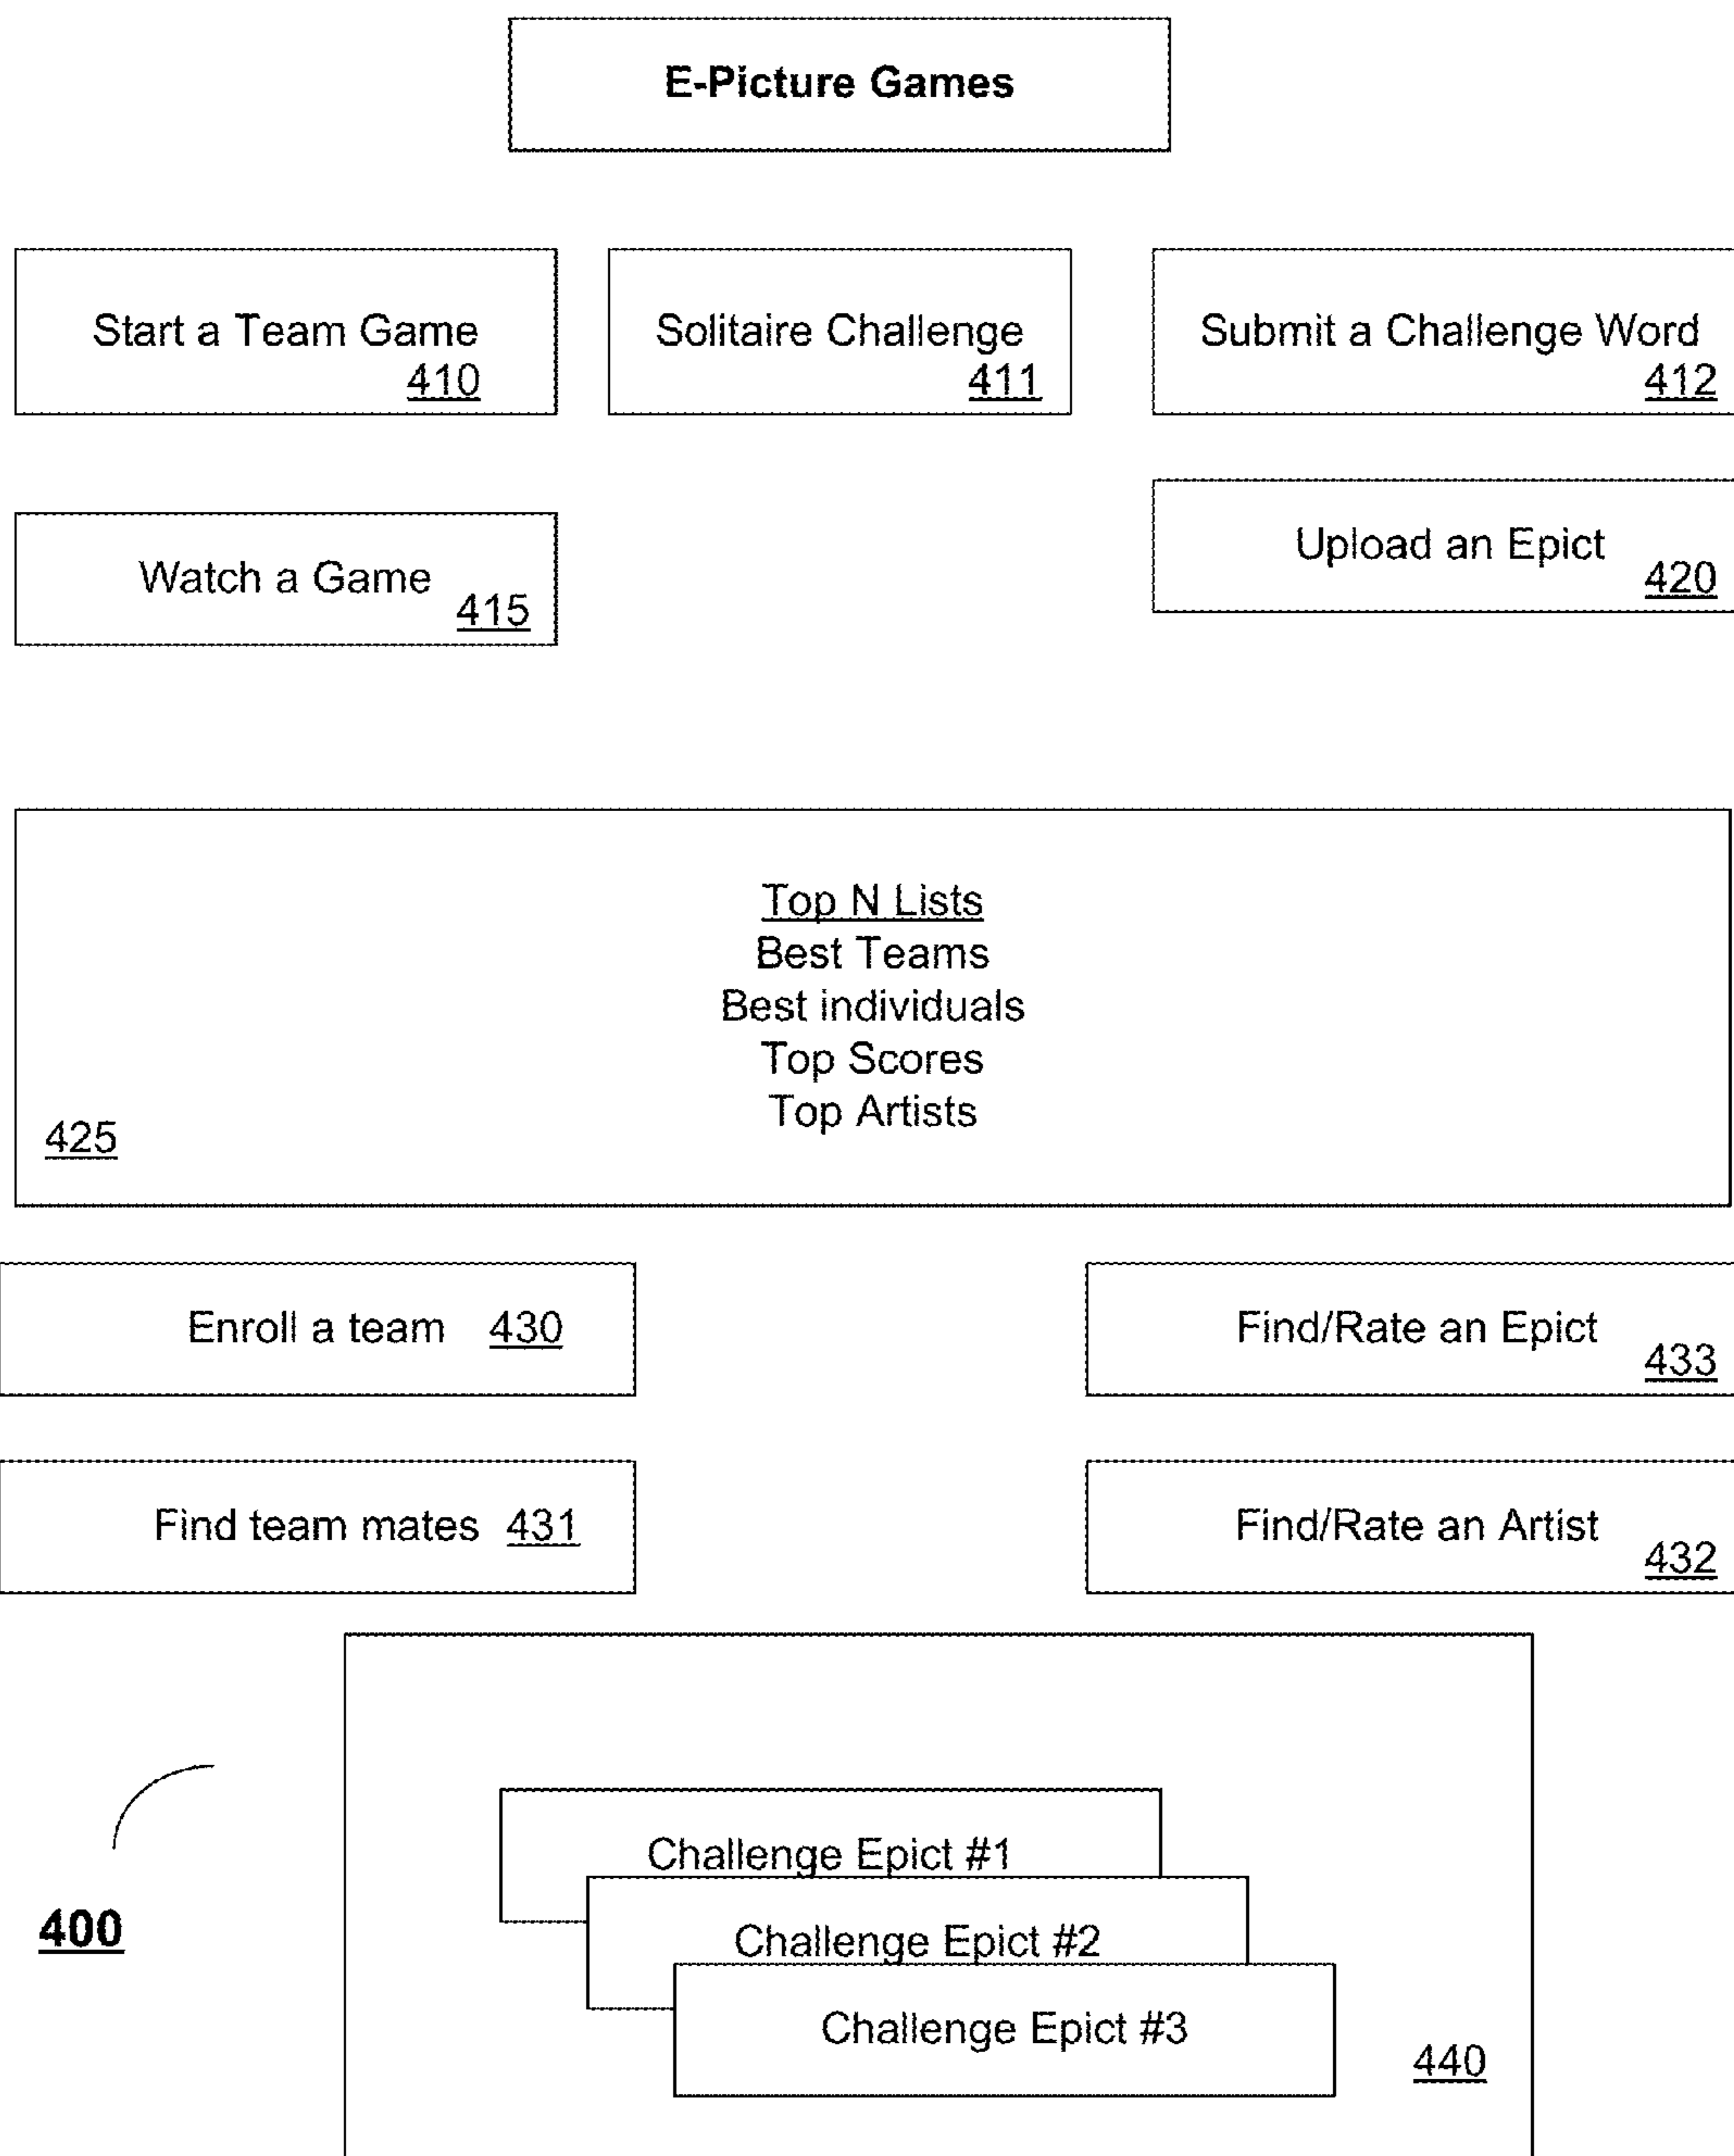 E-Picture Games
Start a Team Game
410
Solitaire Challenge
411
Submit a Challenge Word
412
Watch a Game
415
Upload an Epict
420
Top N Lists
Best Teams
Best individuals
Top Scores
Top Artists
425
Enroll a team 430
Find/Rate an Epict
433
Find team mates 431
Find/Rate an Artist
432
400
Challenge Epict #1
Challenge Epict #2
Challenge Epict #3
440